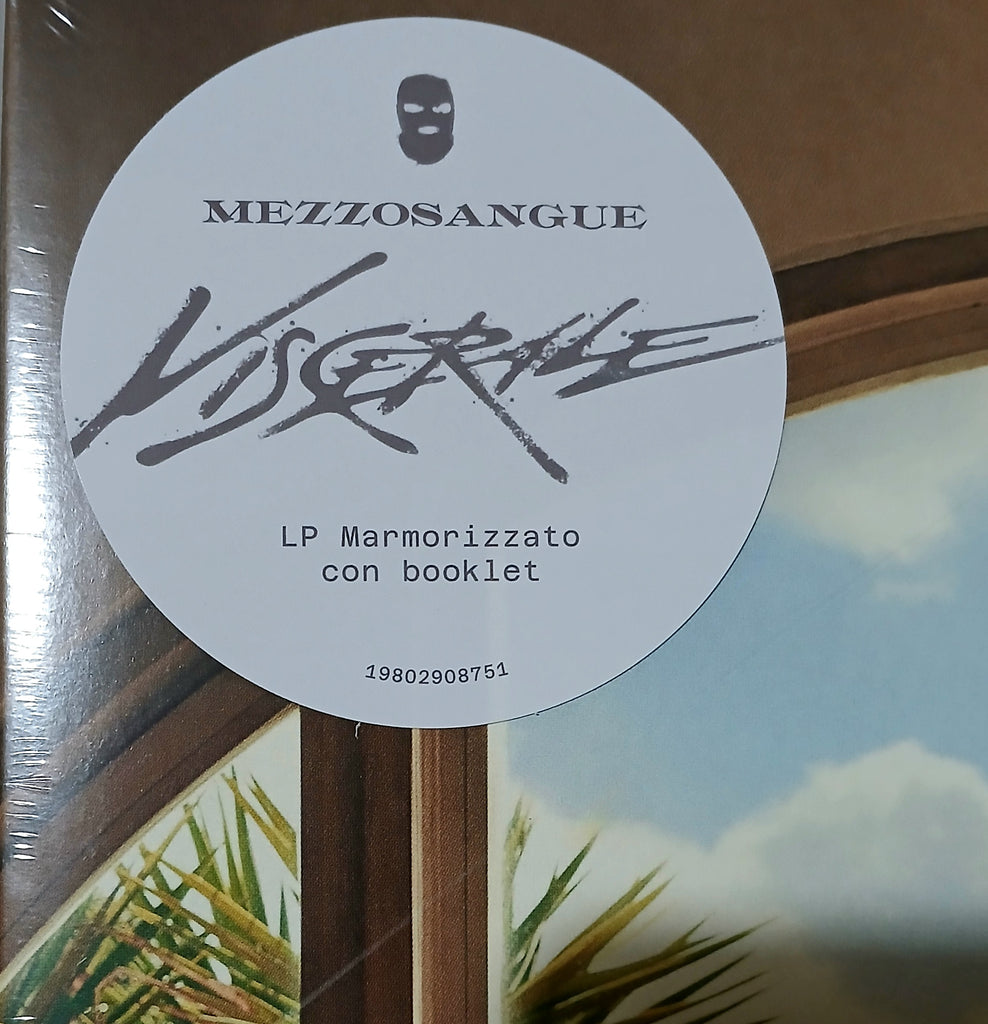 MEZZOSANGUE
VISCERALE
LP Marmorizzato
con booklet
19802908751